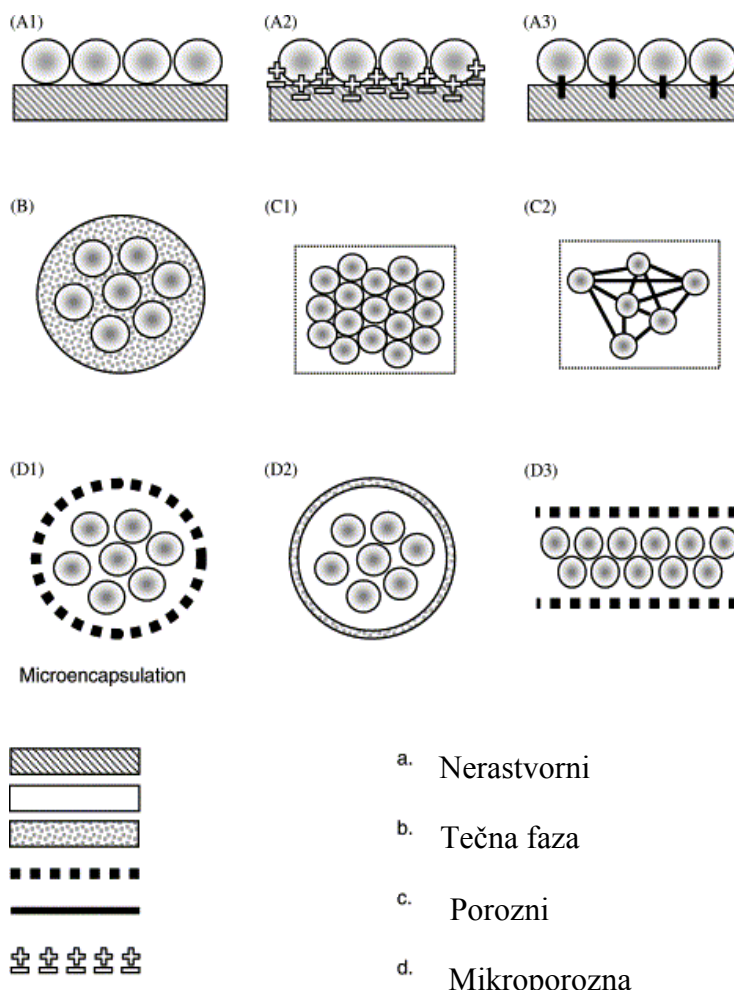 (A1) (A2) (A3)
(B) (C1) (C2)
(D1) (D2) (D3)
Microencapsulation
a. Nerastvorni
b. Tečna faza
c. Porozni
d. Mikroporozna